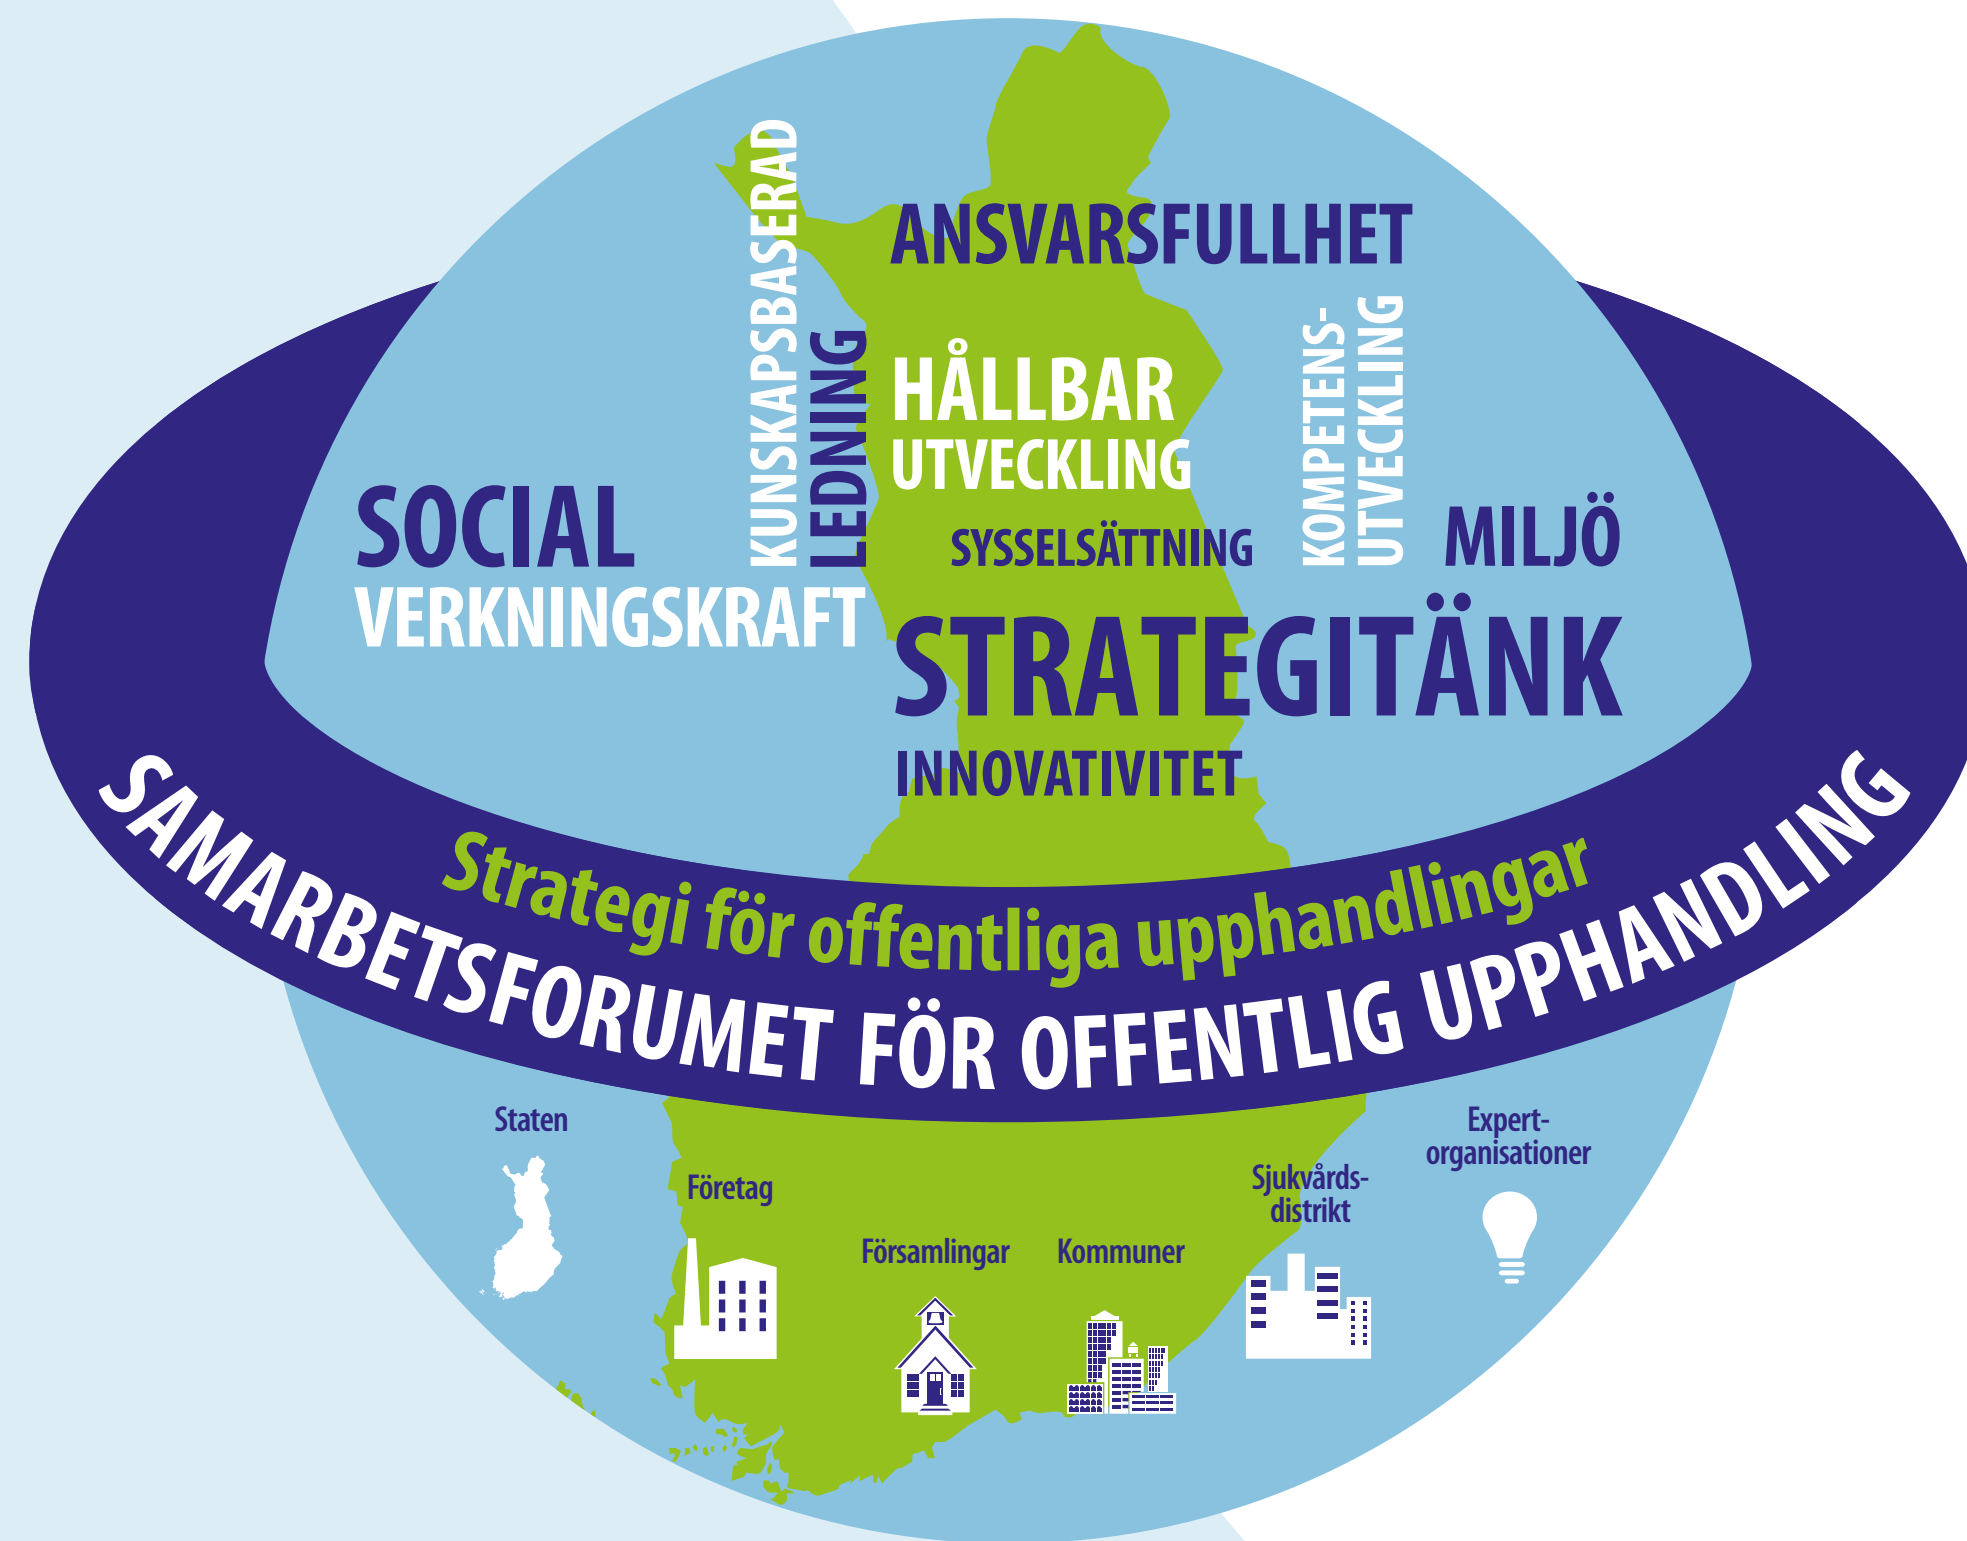 KUNSKAPSBASERAD
LEDNING
ANSVARSFULLHET
HÅLLBAR
UTVECKLING
KOMPETENS-
UTVECKLING
SOCIAL
VERKNINGSKRAFT
SYSSELSÄTTNING
MILJÖ
STRATEGITÄNK
INNOVATIVITET
Strategi för offentliga upphandlingar
SAMARBETSFORUMET FÖR OFFENTLIG UPPHANDLING
Staten
Företag
Församlingar
Kommuner
Sjukvårds-
distrikt
Expert-
organisationer